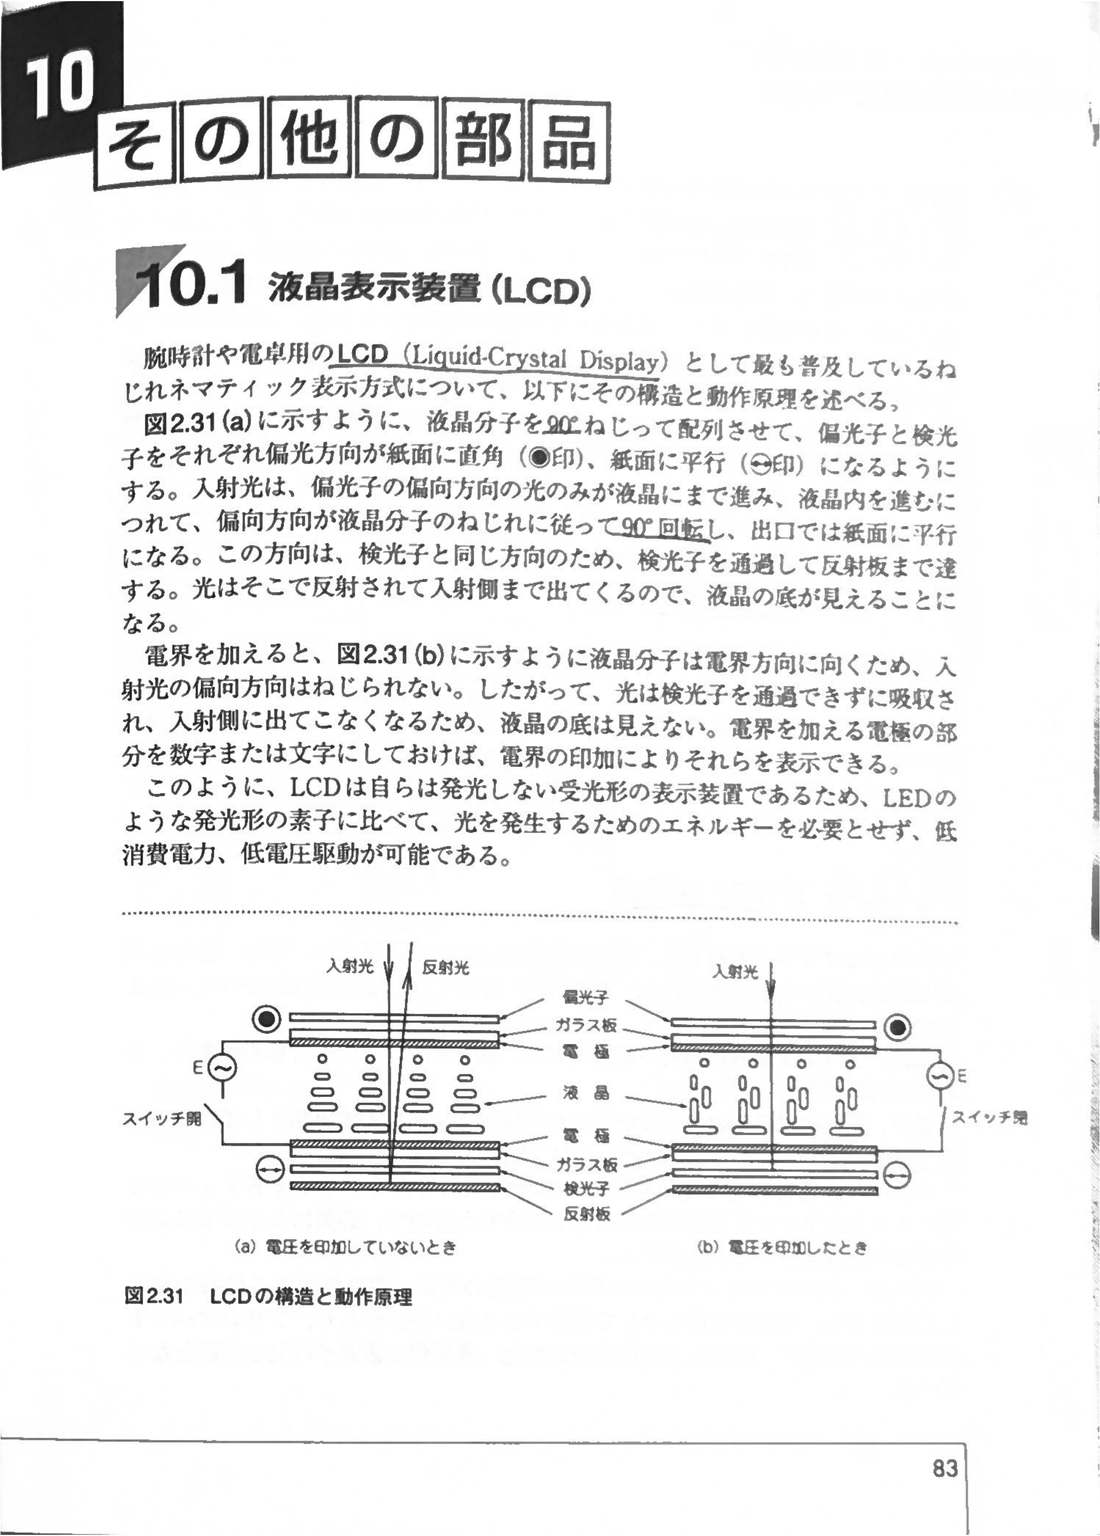 10
その他の部品
10.1 液晶表示装置(LCD)
腕時計や電卓用のLCD（Liquid-Crystal Display）として最も普及しているね
じれネマティック表示方式について、以下にその構造と動作原理を述べる。
図2.31(a)に示すように、液晶分子を90°ねじって配列させて、偏光子と検光
子をそれぞれ偏光方向が紙面に直角（◉印）、紙面に平行（↔印）になるように
する。入射光は、偏光子の偏向方向の光のみが液晶にまで進み、液晶内を進むに
つれて、偏向方向が液晶分子のねじれに従って90°回転し、出口では紙面に平行
になる。この方向は、検光子と同じ方向のため、検光子を通過して反射板まで達
する。光はそこで反射されて入射側まで出てくるので、液晶の底が見えることに
なる。
電界を加えると、図2.31(b)に示すように液晶分子は電界方向に向くため、入
射光の偏向方向はねじられない。したがって、光は検光子を通過できずに吸収さ
れ、入射側に出てこなくなるため、液晶の底は見えない。電界を加える電極の部
分を数字または文字にしておけば、電界の印加によりそれらを表示できる。
このように、LCDは自らは発光しない受光形の表示装置であるため、LEDの
ような発光形の素子に比べて、光を発生するためのエネルギーを必要とせず、低
消費電力、低電圧駆動が可能である。
入射光 反射光 入射光
偏光子
ガラス板
電極
E 液晶 E
スイッチ開 スイッチ閉
電極
ガラス板
検光子
反射板
(a) 電圧を印加していないとき (b) 電圧を印加したとき
図2.31 LCDの構造と動作原理
83